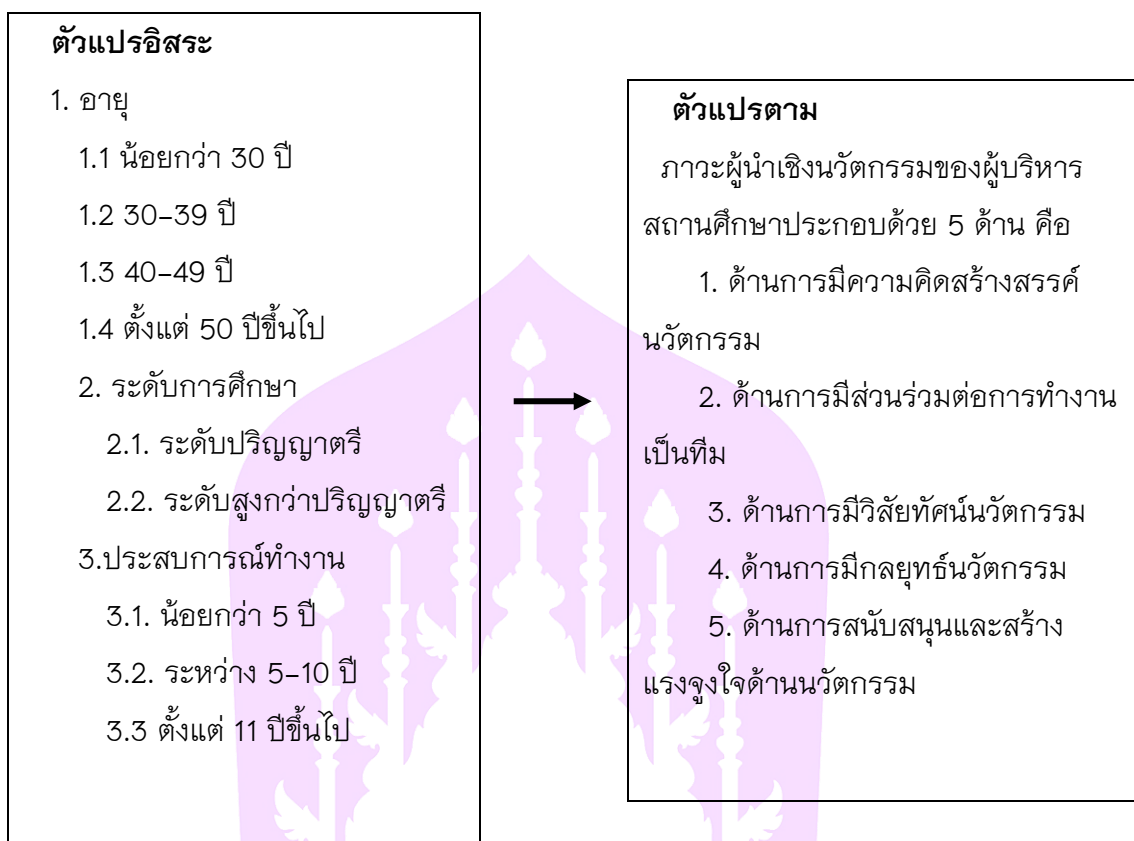 ตัวแปรอิสระ
1. อายุ
1.1 น้อยกว่า 30 ปี
1.2 30–39 ปี
1.3 40–49 ปี
1.4 ตั้งแต่ 50 ปีขึ้นไป
2. ระดับการศึกษา
2.1. ระดับปริญญาตรี
2.2. ระดับสูงกว่าปริญญาตรี
3.ประสบการณ์ทำงาน
3.1. น้อยกว่า 5 ปี
3.2. ระหว่าง 5–10 ปี
3.3 ตั้งแต่ 11 ปีขึ้นไป
ตัวแปรตาม
ภาวะผู้นำเชิงนวัตกรรมของผู้บริหาร
สถานศึกษาประกอบด้วย 5 ด้าน คือ
1. ด้านการมีความคิดสร้างสรรค์
นวัตกรรม
2. ด้านการมีส่วนร่วมต่อการทำงาน
เป็นทีม
3. ด้านการมีวิสัยทัศน์นวัตกรรม
4. ด้านการมีกลยุทธ์นวัตกรรม
5. ด้านการสนับสนุนและสร้าง
แรงจูงใจด้านนวัตกรรม